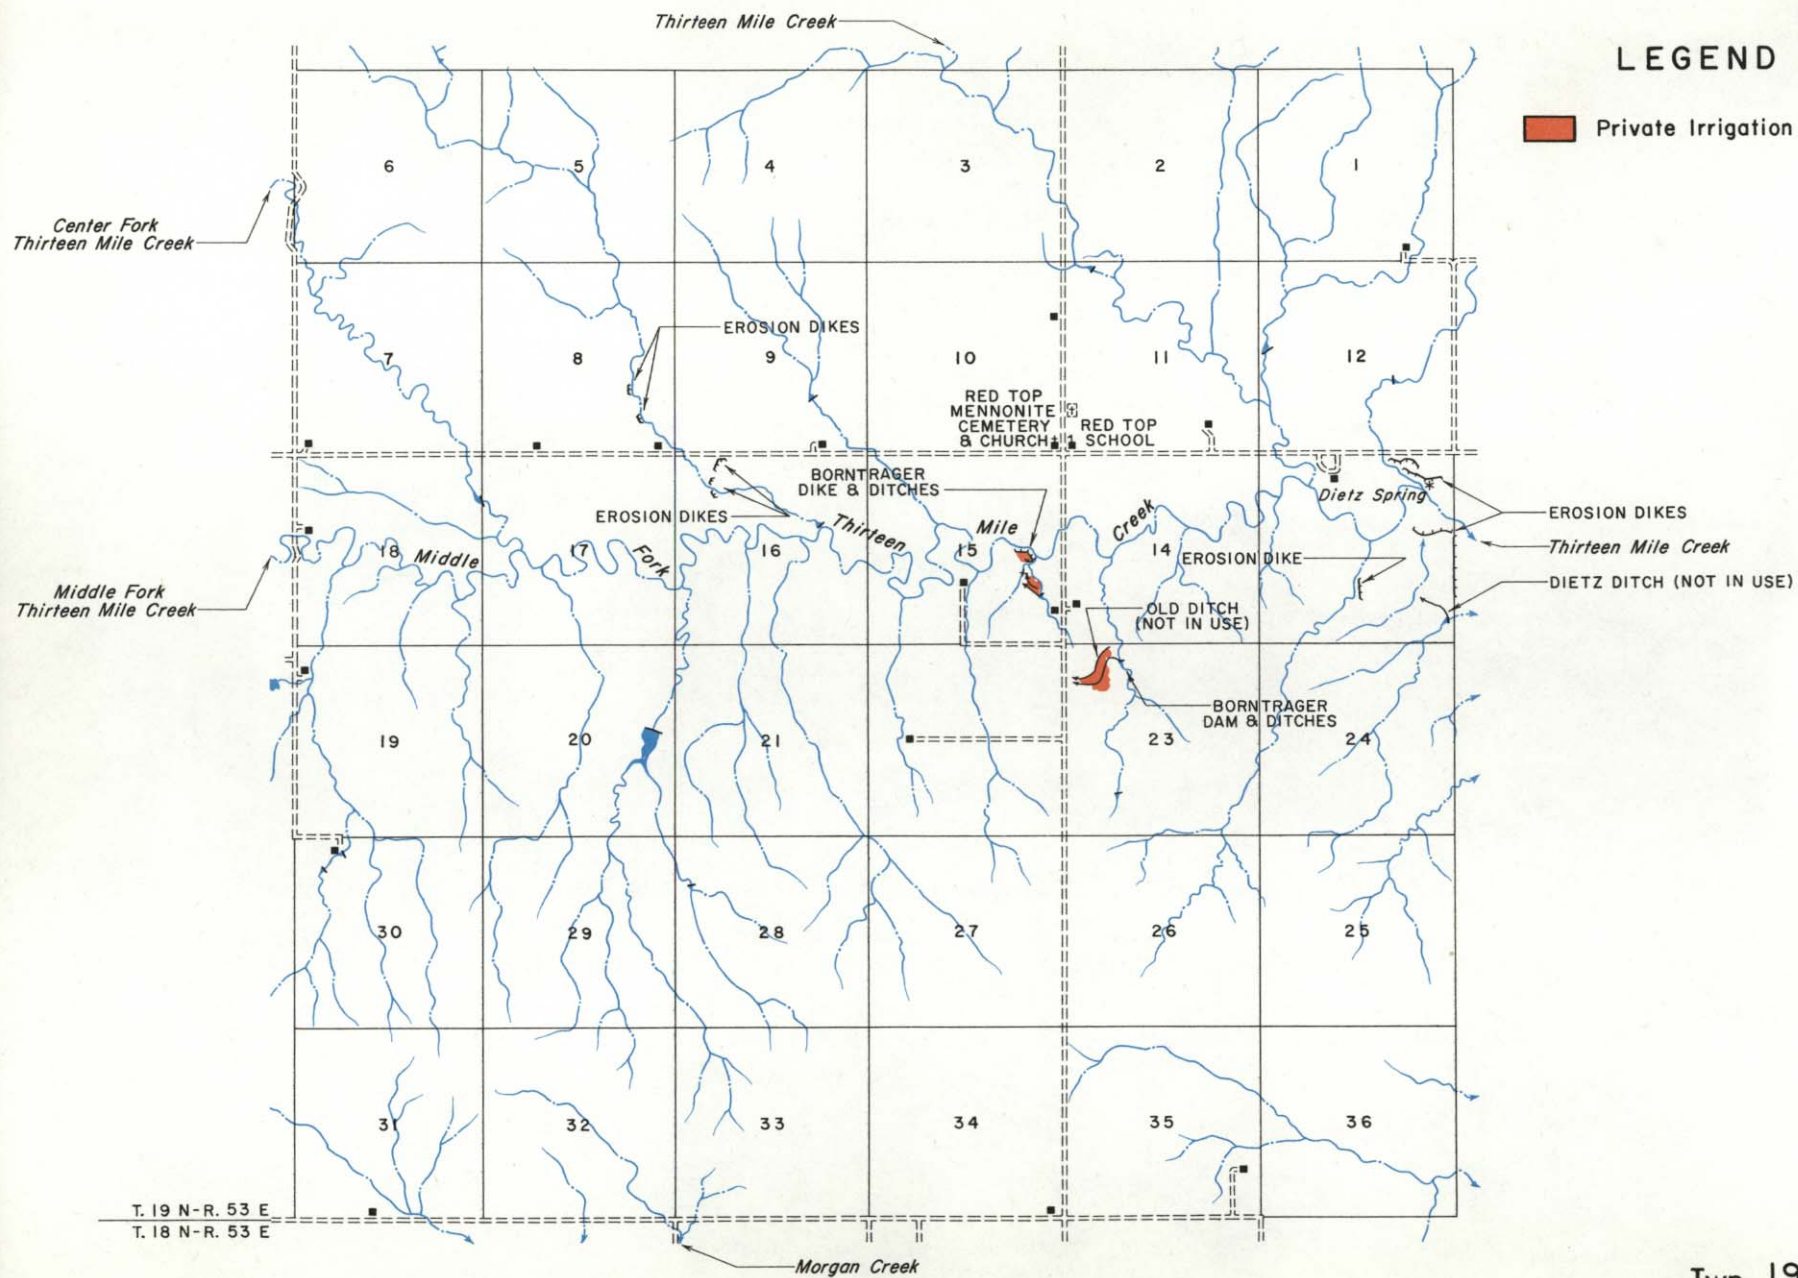 Thirteen Mile Creek
LEGEND
Private Irrigation
6
5
4
3
2
1
Center Fork
Thirteen Mile Creek
EROSION DIKES
7
8
9
10
11
12
RED TOP
MENNONITE
CEMETERY
& CHURCH
RED TOP
SCHOOL
BORNTRAGER
DIKE & DITCHES
Dietz Spring
EROSION DIKES
EROSION DIKES
Thirteen Mile Creek
18
Middle
17
Fork
16
Thirteen
15
Mile
Creek
14
EROSION DIKE
Thirteen Mile Creek
DIETZ DITCH (NOT IN USE)
Middle Fork
Thirteen Mile Creek
OLD DITCH
(NOT IN USE)
BORNTRAGER
DAM & DITCHES
19
20
21
23
24
30
29
28
27
26
25
31
32
33
34
35
36
T. 19 N-R. 53 E
T. 18 N-R. 53 E
Morgan Creek
TWP. 19